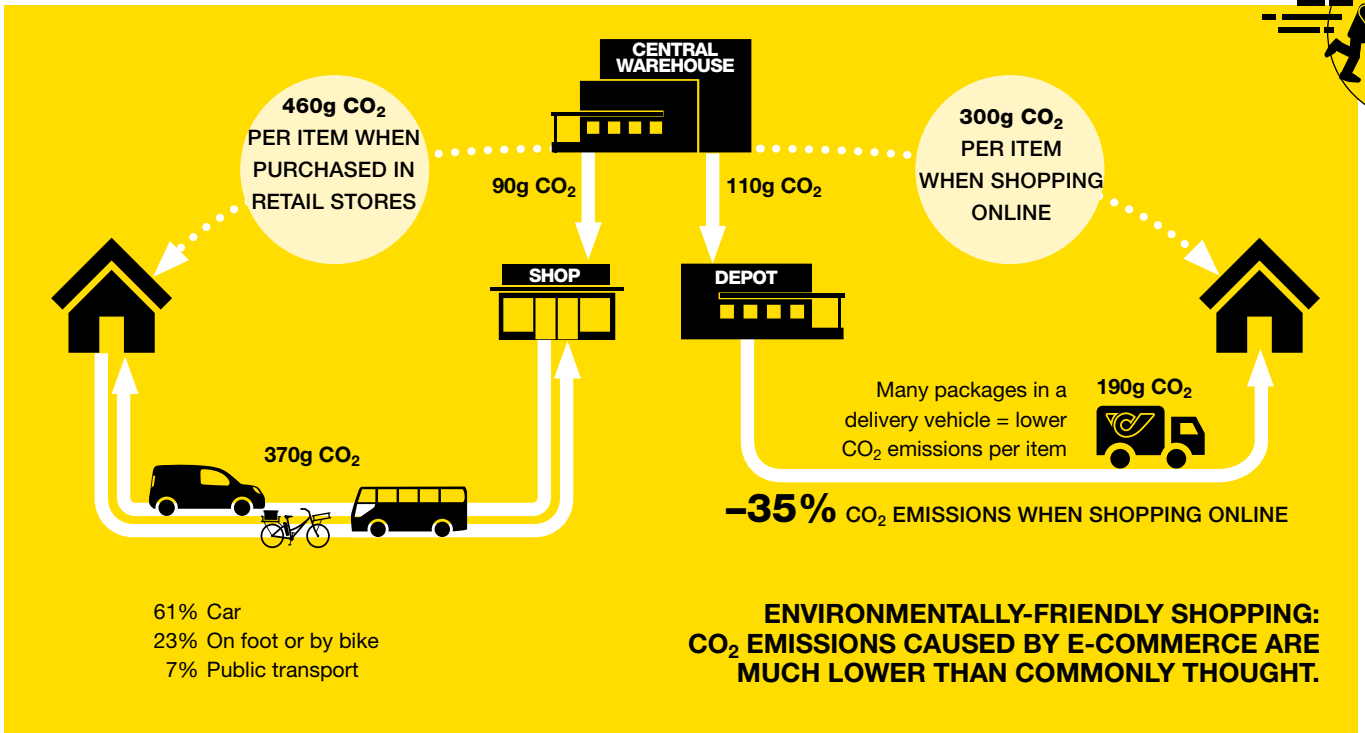 CENTRAL
WAREHOUSE
460g CO₂
PER ITEM WHEN
PURCHASED IN
RETAIL STORES
300g CO₂
PER ITEM
WHEN SHOPPING
ONLINE
90g CO₂
110g CO₂
SHOP
DEPOT
Many packages in a
delivery vehicle = lower
CO₂ emissions per item
190g CO₂
370g CO₂
–35% CO₂ EMISSIONS WHEN SHOPPING ONLINE
61% Car
23% On foot or by bike
7% Public transport
ENVIRONMENTALLY-FRIENDLY SHOPPING:
CO₂ EMISSIONS CAUSED BY E-COMMERCE ARE
MUCH LOWER THAN COMMONLY THOUGHT.